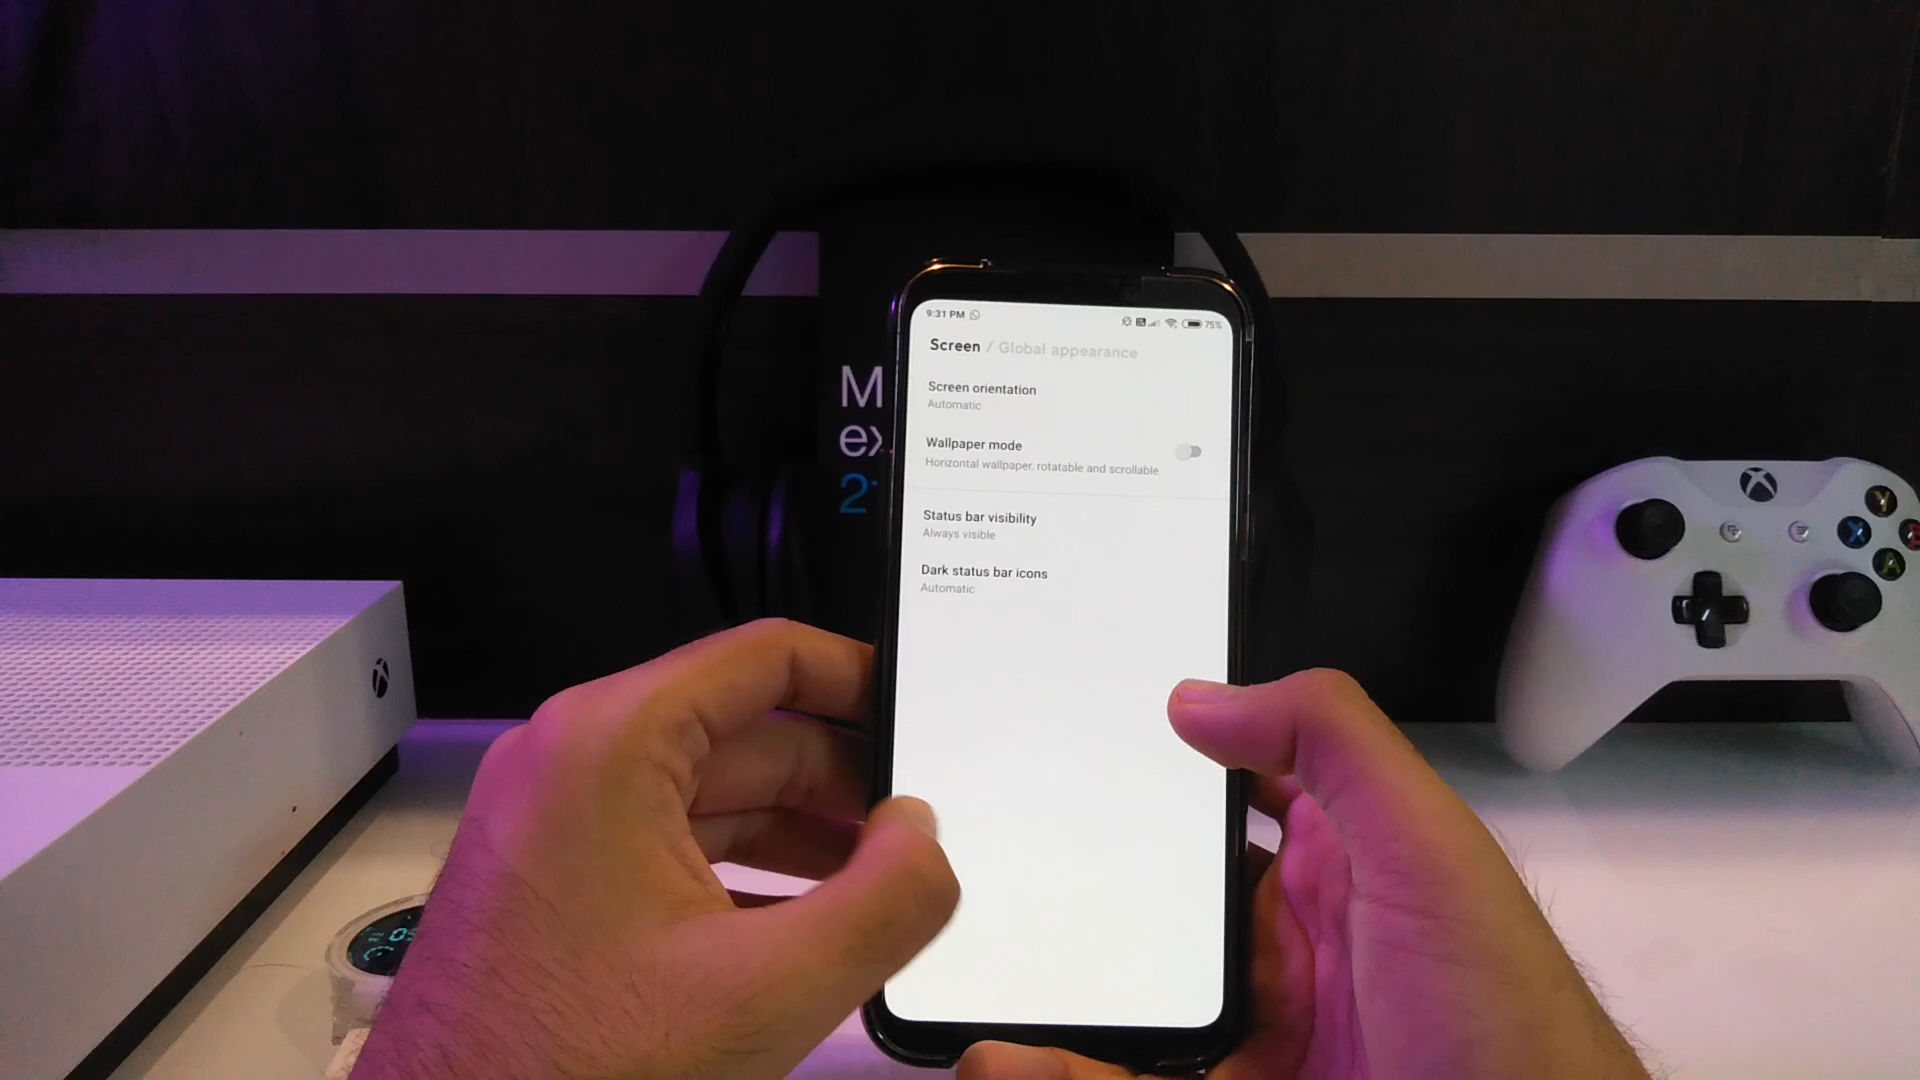 M
ex
2
9:31 PM
75%
Screen / Global appearance
Screen orientation
Automatic
Wallpaper mode
Horizontal wallpaper, rotatable and scrollable
Status bar visibility
Always visible
Dark status bar icons
Automatic
Y
X
B
A